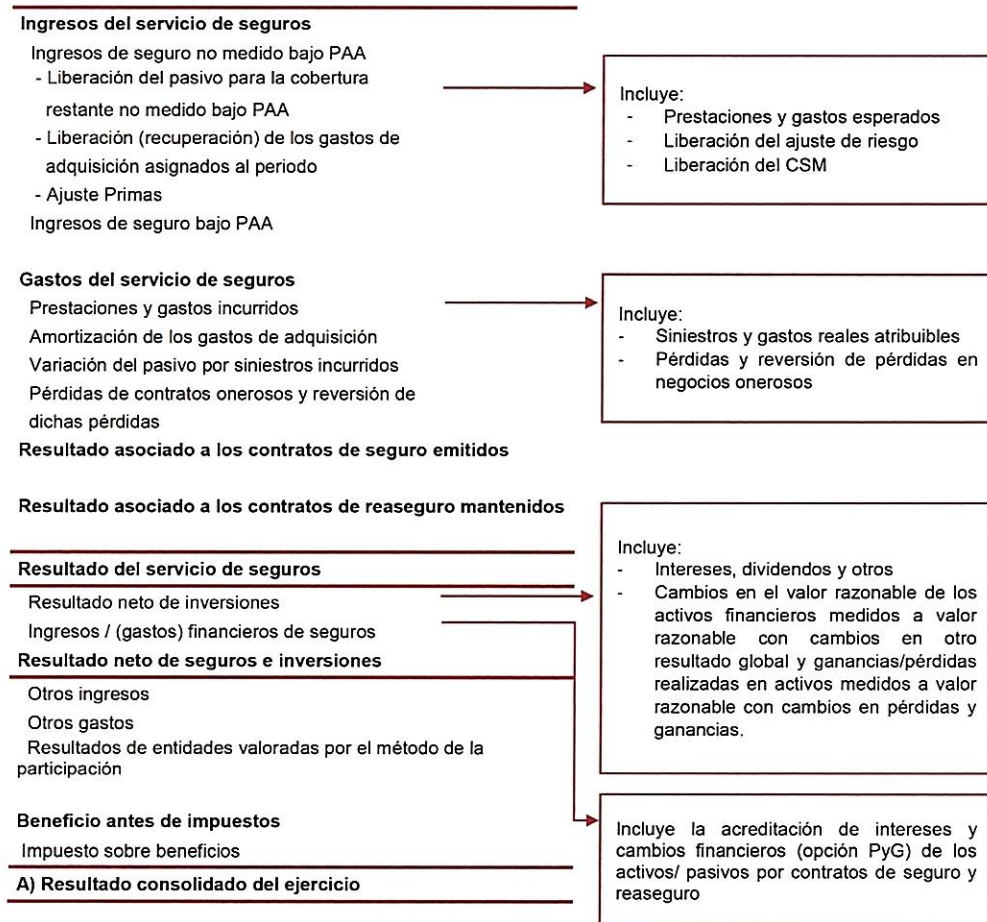 Ingresos del servicio de seguros
Ingresos de seguro no medido bajo PAA
- Liberación del pasivo para la cobertura
restante no medido bajo PAA
- Liberación (recuperación) de los gastos de
adquisición asignados al periodo
- Ajuste Primas
Ingresos de seguro bajo PAA
Incluye:
- Prestaciones y gastos esperados
- Liberación del ajuste de riesgo
- Liberación del CSM
Gastos del servicio de seguros
Prestaciones y gastos incurridos
Amortización de los gastos de adquisición
Variación del pasivo por siniestros incurridos
Pérdidas de contratos onerosos y reversión de
dichas pérdidas
Incluye:
- Siniestros y gastos reales atribuibles
- Pérdidas y reversión de pérdidas en
negocios onerosos
Resultado asociado a los contratos de seguro emitidos
Resultado asociado a los contratos de reaseguro mantenidos
Resultado del servicio de seguros
Resultado neto de inversiones
Ingresos / (gastos) financieros de seguros
Resultado neto de seguros e inversiones
Otros ingresos
Otros gastos
Resultados de entidades valoradas por el método de la
participación
Incluye:
- Intereses, dividendos y otros
- Cambios en el valor razonable de los
activos financieros medidos a valor
razonable con cambios en otro
resultado global y ganancias/pérdidas
realizadas en activos medidos a valor
razonable con cambios en pérdidas y
ganancias.
Beneficio antes de impuestos
Impuesto sobre beneficios
A) Resultado consolidado del ejercicio
Incluye la acreditación de intereses y
cambios financieros (opción PyG) de los
activos/ pasivos por contratos de seguro y
reaseguro